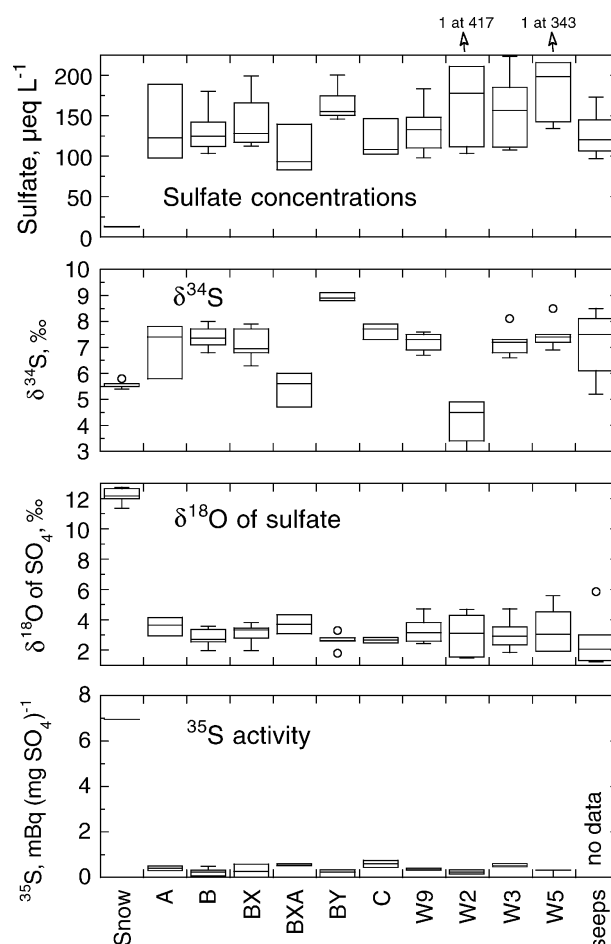 1 at 417 1 at 343
Sulfate, µeq L⁻¹
200
150
100
50
0
Sulfate concentrations
δ³⁴S, ‰
10
9
8
7
6
5
4
3
δ³⁴S
δ¹⁸O of SO₄, ‰
12
10
8
6
4
2
δ¹⁸O of sulfate
³⁵S, mBq (mg SO₄)⁻¹
8
6
4
2
0
³⁵S activity
no data
Snow A B BX BXA BY C W9 W2 W3 W5 seeps